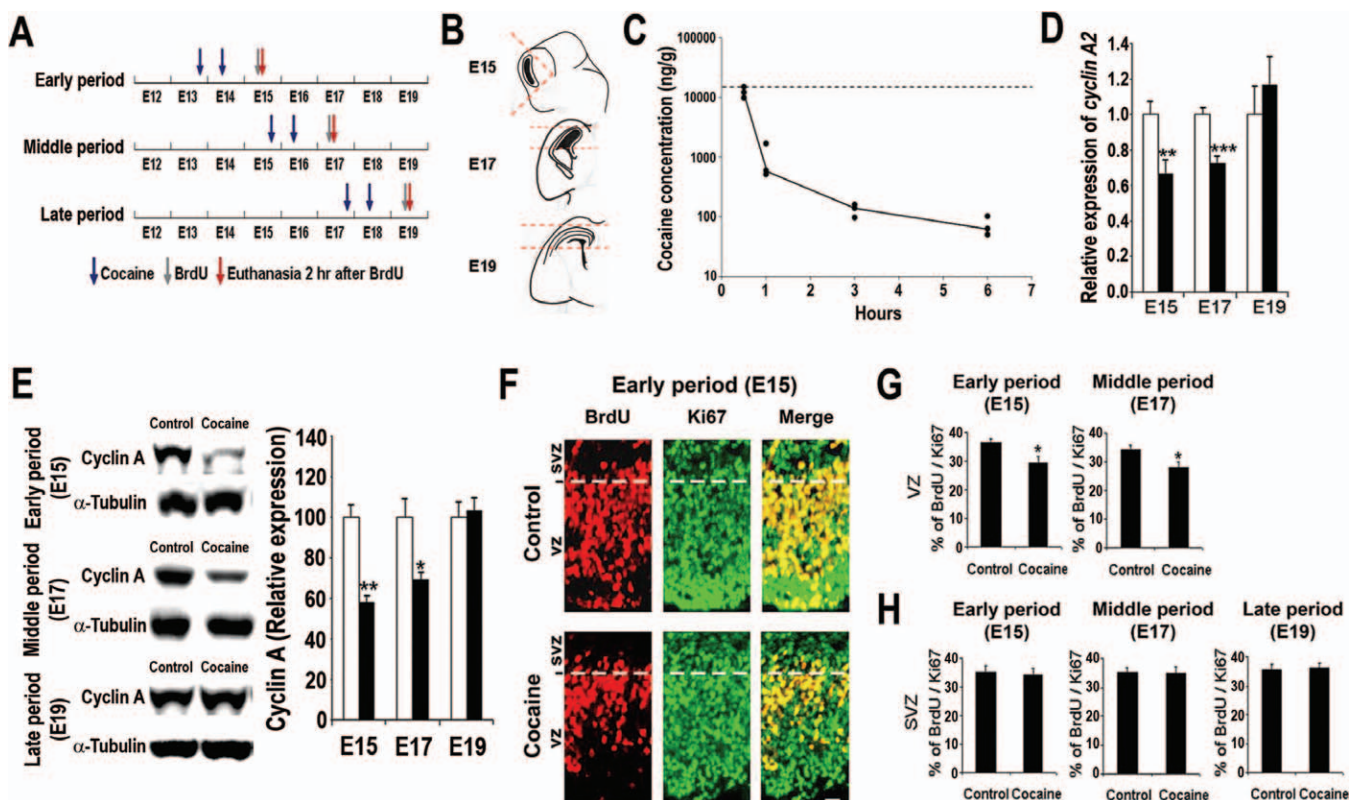 A
Early period
E12 E13 E14 E15 E16 E17 E18 E19
Middle period
E12 E13 E14 E15 E16 E17 E18 E19
Late period
E12 E13 E14 E15 E16 E17 E18 E19
Cocaine BrdU Euthanasia 2 hr after BrdU
B
E15
E17
E19
C
Cocaine concentration (ng/g)
100000
10000
1000
100
10
0 1 2 3 4 5 6 7
Hours
D
Relative expression of cyclin A2
1.4
1.2
1.0
0.8
0.6
0.4
0.2
0.0
** ***
E15 E17 E19
E
Early period (E15)
Control Cocaine
Cyclin A
α-Tubulin
Middle period (E17)
Control Cocaine
Cyclin A
α-Tubulin
Late period (E19)
Control Cocaine
Cyclin A
α-Tubulin
Cyclin A (Relative expression)
140
120
100
80
60
40
20
0
** *
E15 E17 E19
F
Early period (E15)
BrdU Ki67 Merge
Control
SVZ
VZ
Cocaine
SVZ
VZ
G
VZ
Early period (E15)
% of BrdU / Ki67
40
30
20
10
0
*
Control Cocaine
Middle period (E17)
% of BrdU / Ki67
40
30
20
10
0
*
Control Cocaine
H
SVZ
Early period (E15)
% of BrdU / Ki67
40
30
20
10
0
Control Cocaine
Middle period (E17)
% of BrdU / Ki67
40
30
20
10
0
Control Cocaine
Late period (E19)
% of BrdU / Ki67
40
30
20
10
0
Control Cocaine